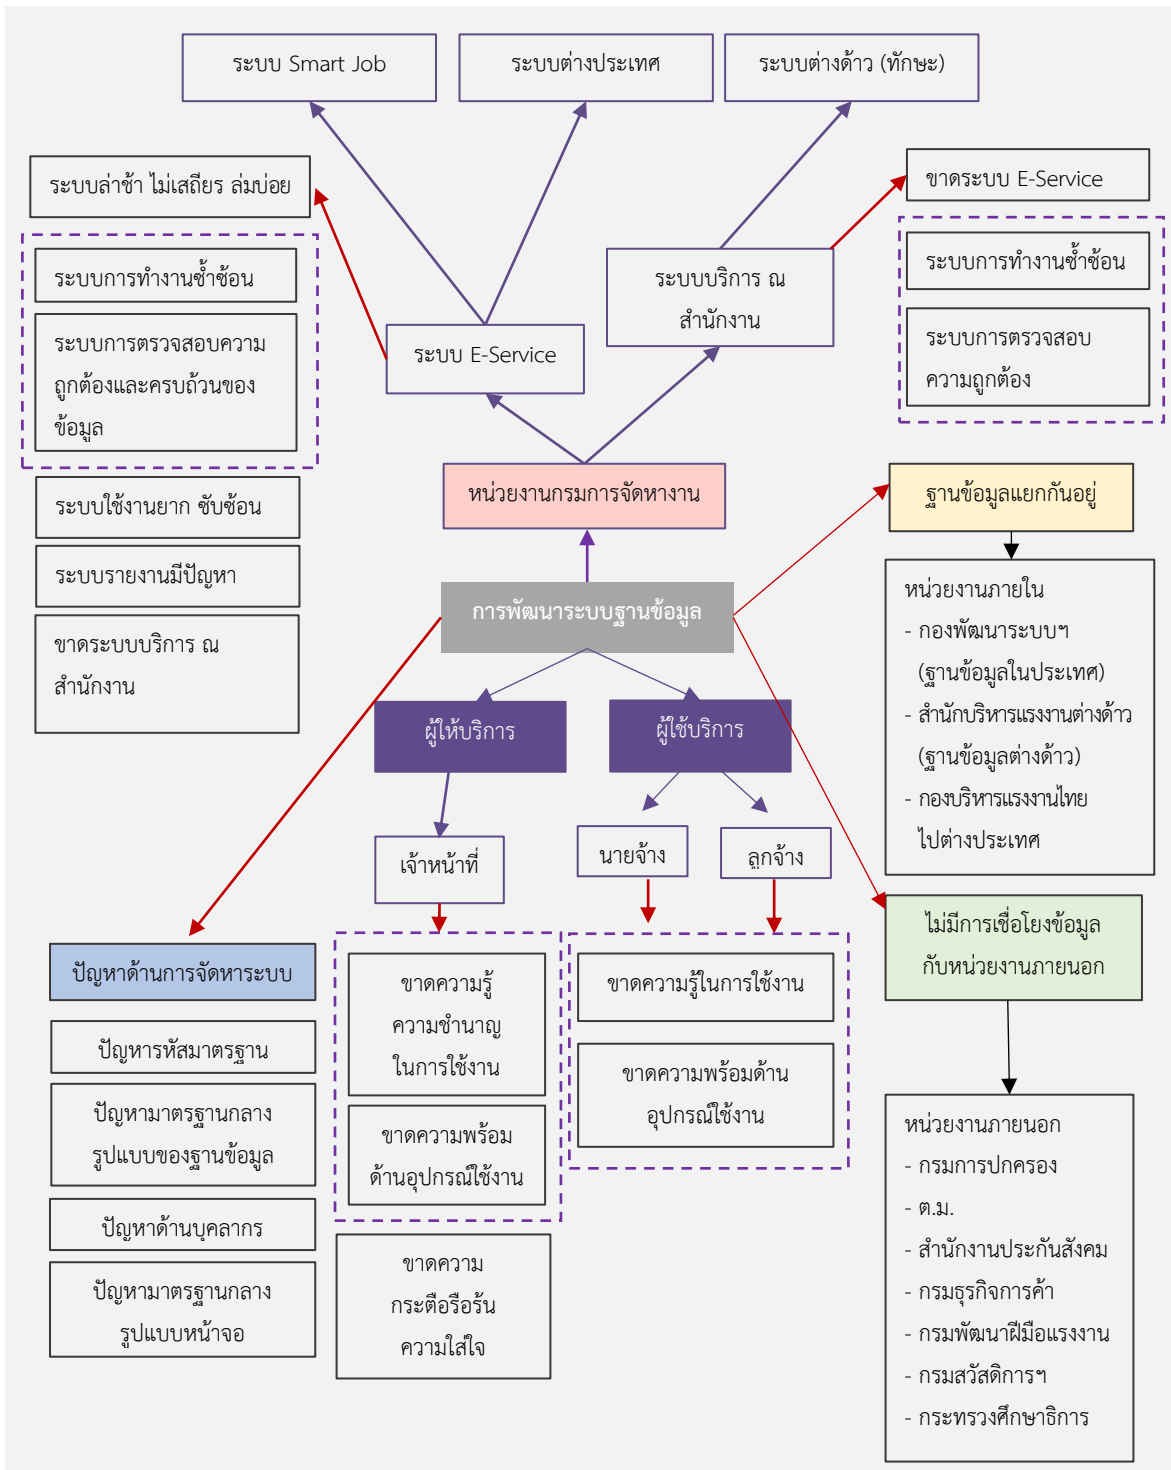 ระบบ Smart Job
ระบบต่างประเทศ
ระบบต่างด้าว (ทักษะ)
ระบบล่าช้า ไม่เสถียร ล่มบ่อย
ขาดระบบ E-Service
ระบบการทำงานซ้ำซ้อน
ระบบการตรวจสอบความ
ถูกต้องและครบถ้วนของ
ข้อมูล
ระบบ E-Service
ระบบบริการ ณ
สำนักงาน
ระบบการทำงานซ้ำซ้อน
ระบบการตรวจสอบ
ความถูกต้อง
ระบบใช้งานยาก ซับซ้อน
ระบบรายงานมีปัญหา
ขาดระบบบริการ ณ
สำนักงาน
หน่วยงานกรมการจัดหางาน
ฐานข้อมูลแยกกันอยู่
การพัฒนาระบบฐานข้อมูล
หน่วยงานภายใน
- กองพัฒนาระบบฯ
(ฐานข้อมูลในประเทศ)
- สำนักบริหารแรงงานต่างด้าว
(ฐานข้อมูลต่างด้าว)
- กองบริหารแรงงานไทย
ไปต่างประเทศ
ผู้ให้บริการ
ผู้ใช้บริการ
เจ้าหน้าที่
นายจ้าง
ลูกจ้าง
ไม่มีการเชื่อโยงข้อมูล
กับหน่วยงานภายนอก
ปัญหาด้านการจัดหาระบบ
ปัญหารหัสมาตรฐาน
ปัญหามาตรฐานกลาง
รูปแบบของฐานข้อมูล
ปัญหาด้านบุคลากร
ปัญหามาตรฐานกลาง
รูปแบบหน้าจอ
ขาดความรู้
ความชำนาญ
ในการใช้งาน
ขาดความพร้อม
ด้านอุปกรณ์ใช้งาน
ขาดความ
กระตือรือร้น
ความใส่ใจ
ขาดความรู้ในการใช้งาน
ขาดความพร้อมด้าน
อุปกรณ์ใช้งาน
หน่วยงานภายนอก
- กรมการปกครอง
- ต.ม.
- สำนักงานประกันสังคม
- กรมธุรกิจการค้า
- กรมพัฒนาฝีมือแรงงาน
- กรมสวัสดิการฯ
- กระทรวงศึกษาธิการ